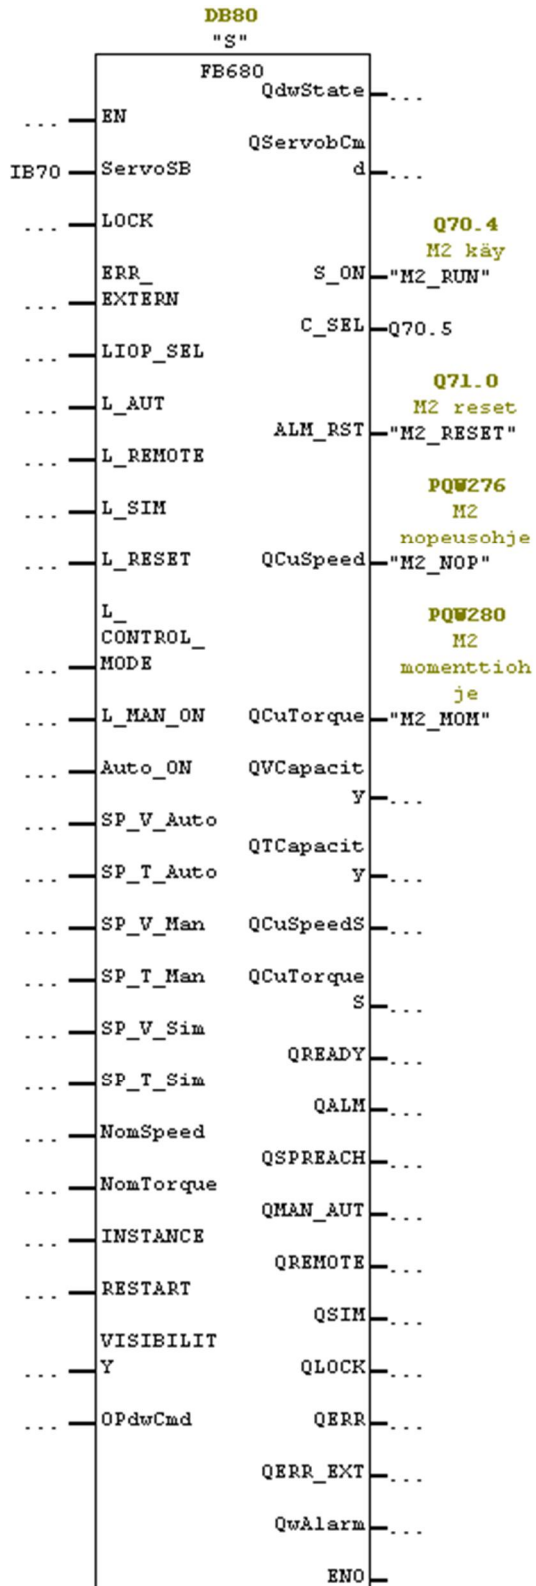 DB80
"S"
FB680
QdwState ...
... EN
QServobCm
d ...
IB70 ServoSB
... LOCK
Q70.4
M2 käy
ERR_
EXTERN
...
S_ON "M2_RUN"
C_SEL Q70.5
... LIOP_SEL
Q71.0
M2 reset
... L_AUT
ALM_RST "M2_RESET"
... L_REMOTE
PQW276
M2
nopeusohje
... L_SIM
... L_RESET
QCuSpeed "M2_NOP"
L_
CONTROL_
... MODE
PQW280
M2
momenttioh
je
... L_MAN_ON
QCuTorque "M2_MOM"
... Auto_ON
QVCapacit
y ...
... SP_V_Auto
QTCapacit
y ...
... SP_T_Auto
... SP_V_Man
QCuSpeedS ...
... SP_T_Man
QCuTorque
S ...
... SP_V_Sim
QREADY ...
... SP_T_Sim
QALM ...
... NomSpeed
QSPREACH ...
... NomTorque
QMAN_AUT ...
... INSTANCE
QREMOTE ...
... RESTART
QSIM ...
VISIBILIT
... Y
QLOCK ...
... OPdwCmd
QERR ...
QERR_EXT ...
QwAlarm ...
ENO